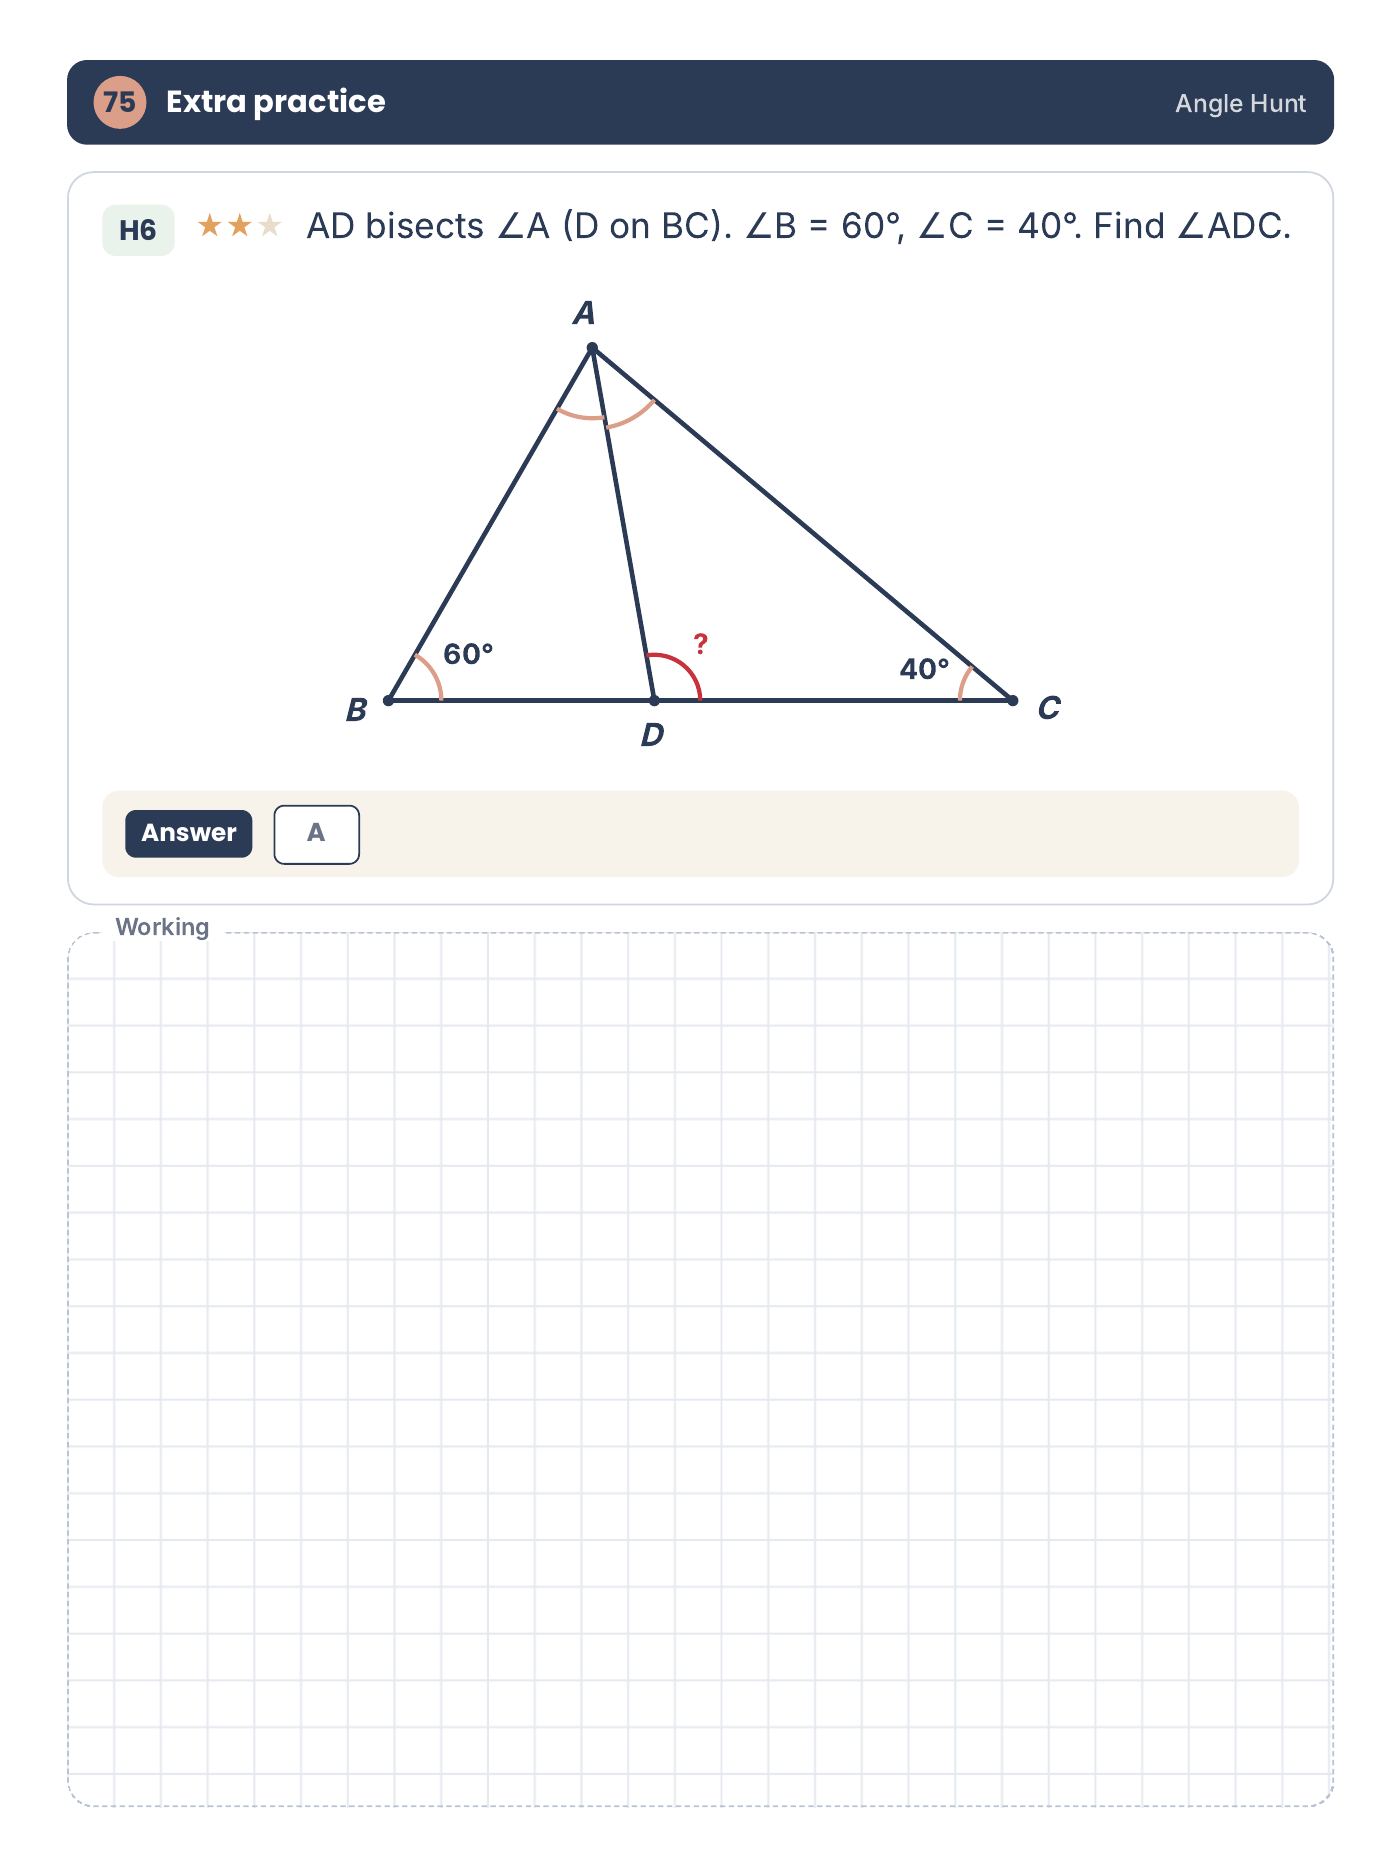 75 Extra practice Angle Hunt
H6 ★★★ AD bisects ∠A (D on BC). ∠B = 60°, ∠C = 40°. Find ∠ADC.
A
60°
?
40°
B
D
C
Answer A
Working